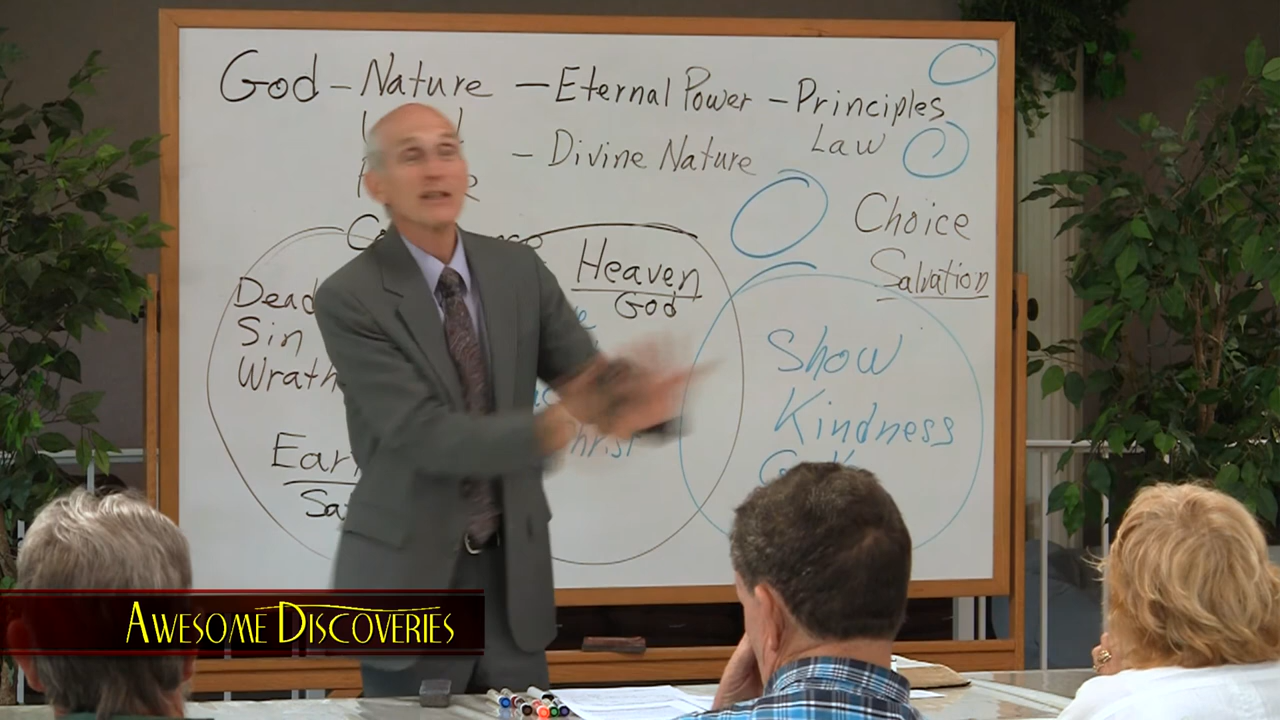 God – Nature – Eternal Power – Principles
Law
– Divine Nature
Choice
Salvation
Heaven
God
Dead
Sin
Wrath
Show
Kindness
Christ
AWESOME DISCOVERIES